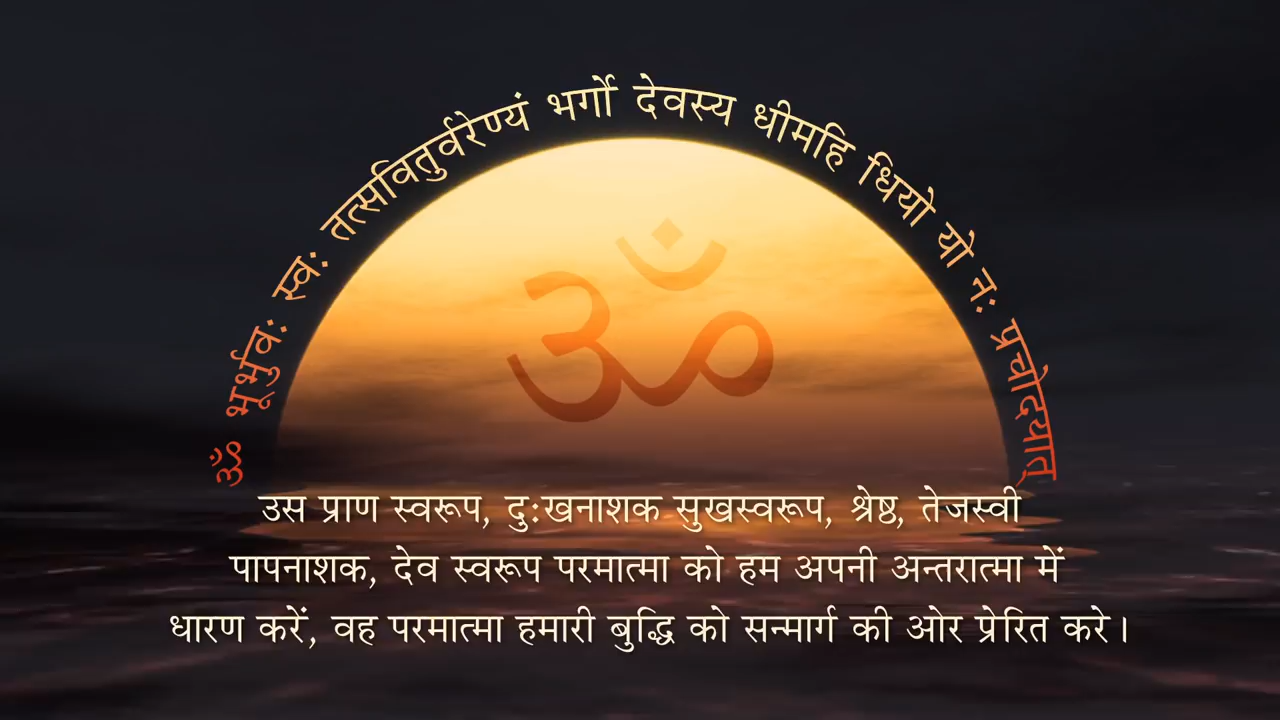 ॐ भूर्भुवः स्वः तत्सवितुर्वरेण्यं भर्गो देवस्य धीमहि धियो यो नः प्रचोदयात्
ॐ
उस प्राण स्वरूप, दुःखनाशक सुखस्वरूप, श्रेष्ठ, तेजस्वी
पापनाशक, देव स्वरूप परमात्मा को हम अपनी अन्तरात्मा में
धारण करें, वह परमात्मा हमारी बुद्धि को सन्मार्ग की ओर प्रेरित करे।